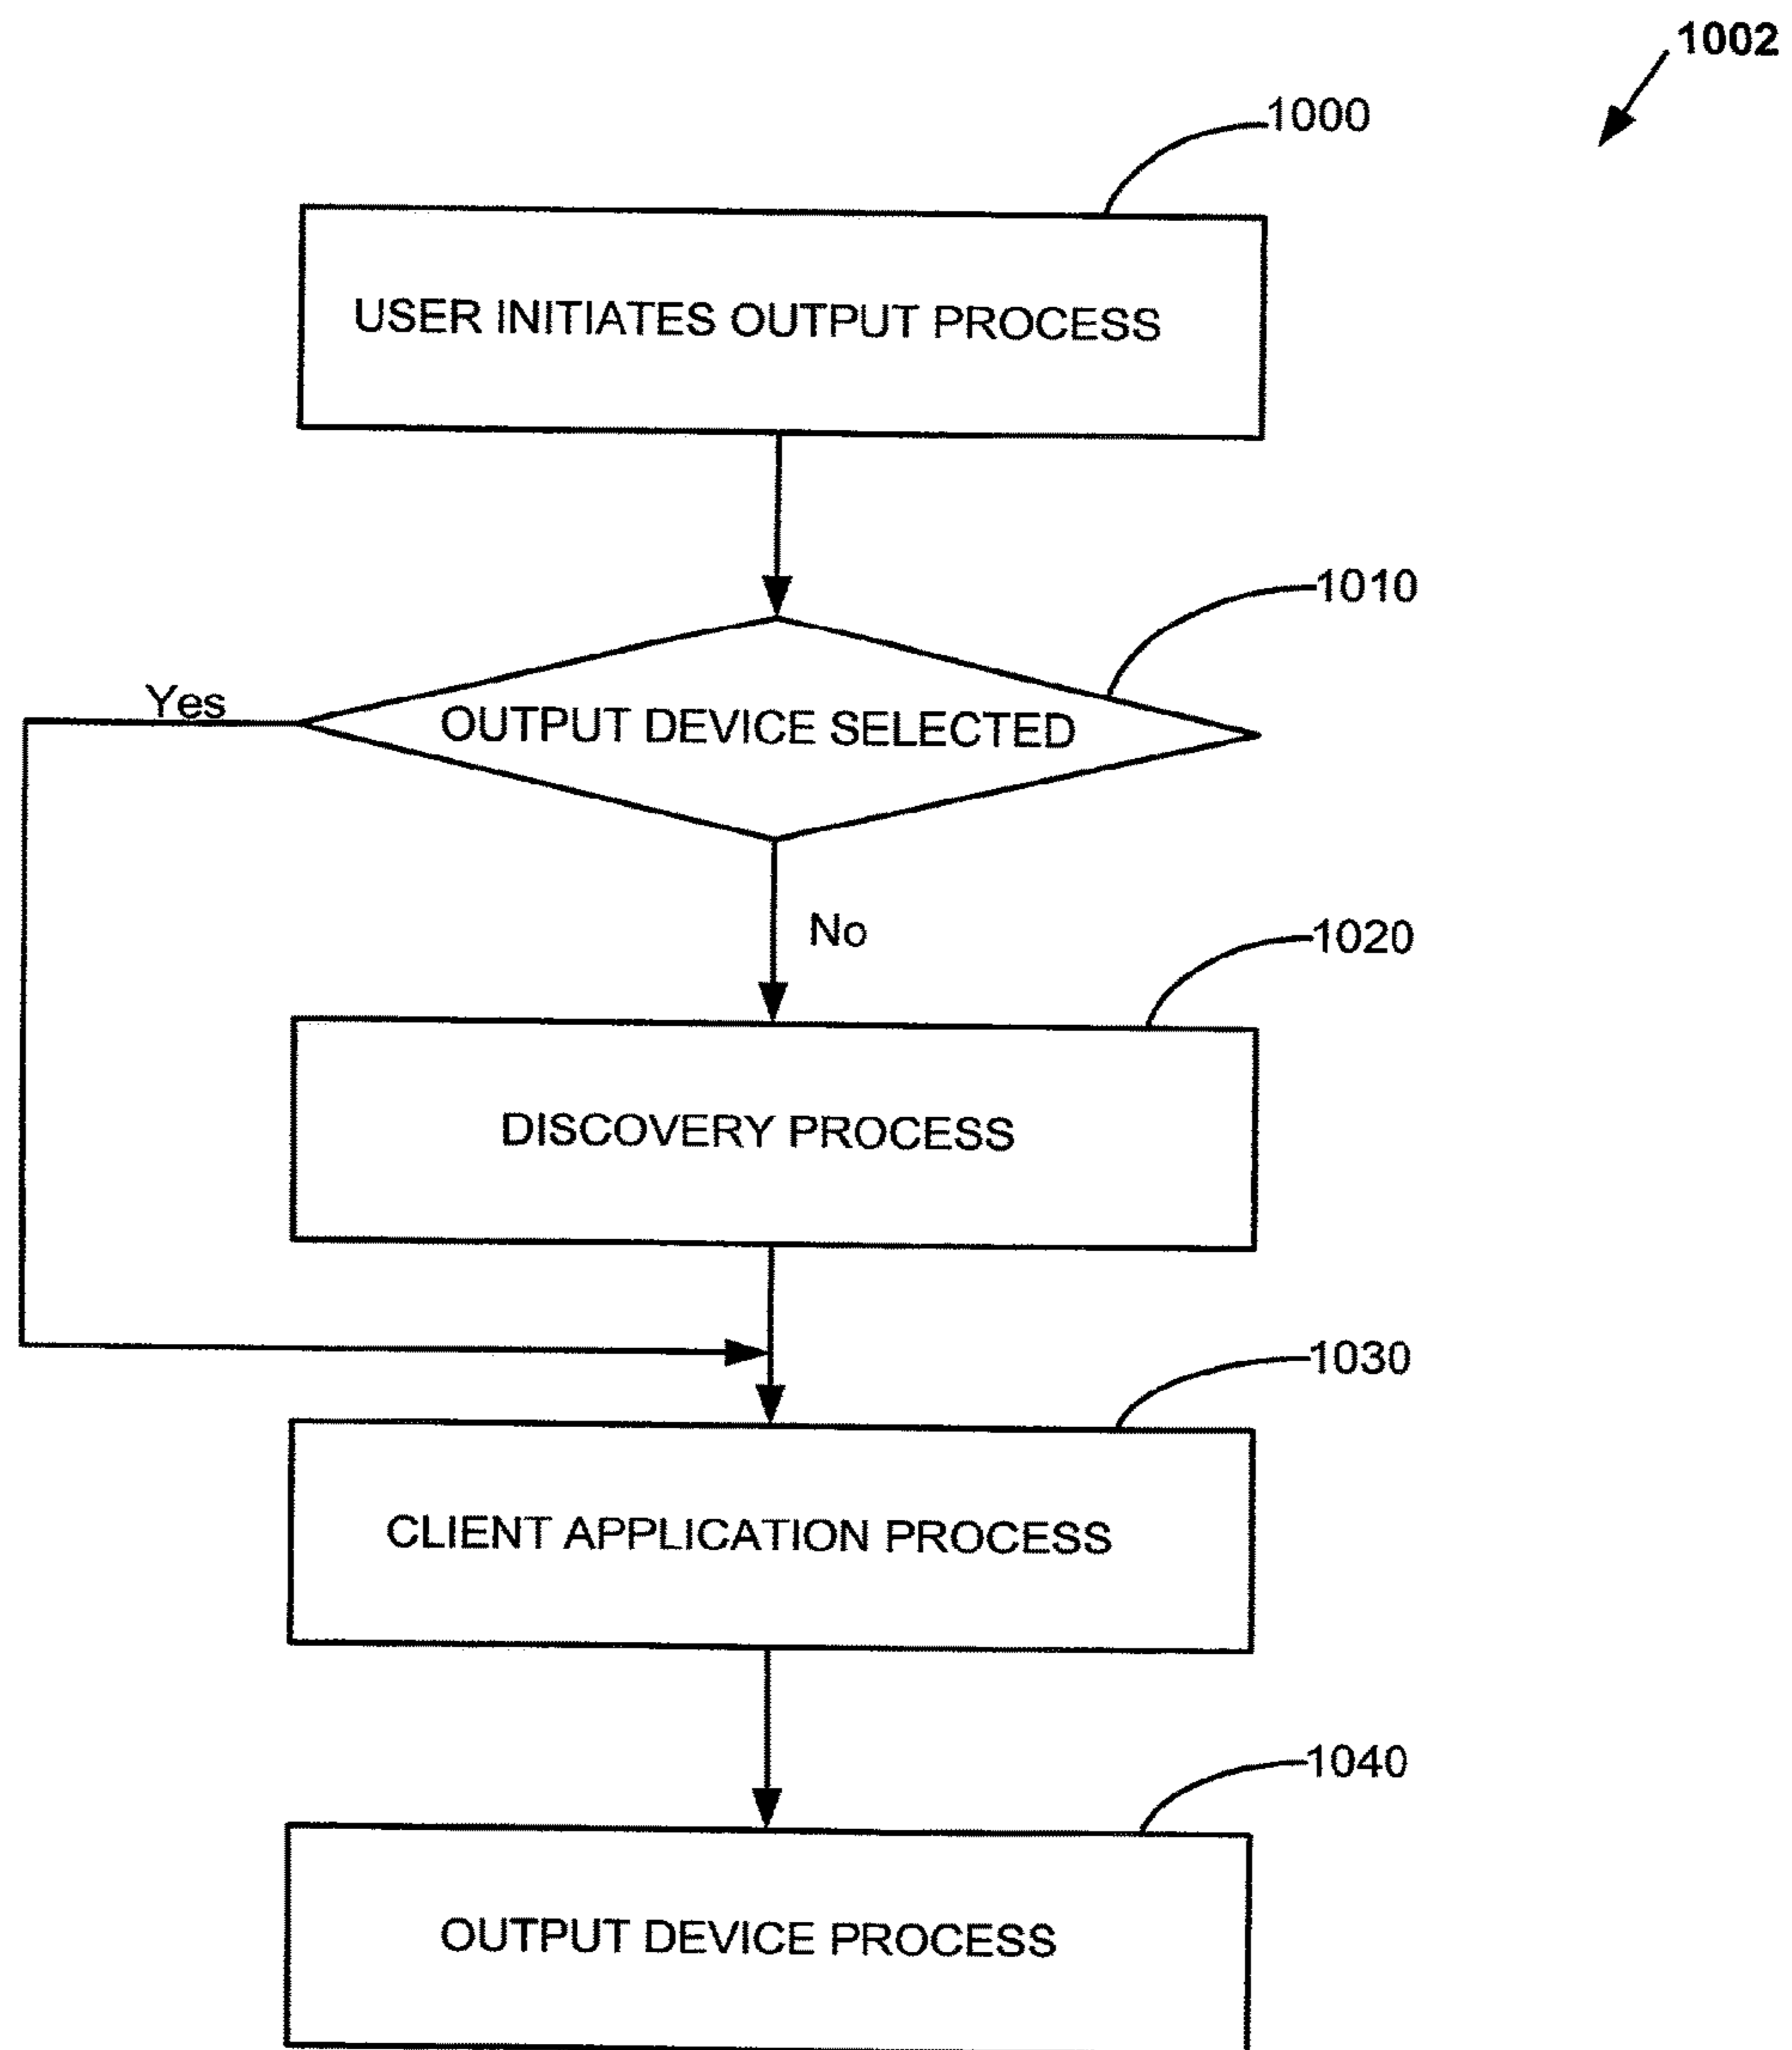 1002
1000
USER INITIATES OUTPUT PROCESS
1010
Yes
OUTPUT DEVICE SELECTED
No
1020
DISCOVERY PROCESS
1030
CLIENT APPLICATION PROCESS
1040
OUTPUT DEVICE PROCESS